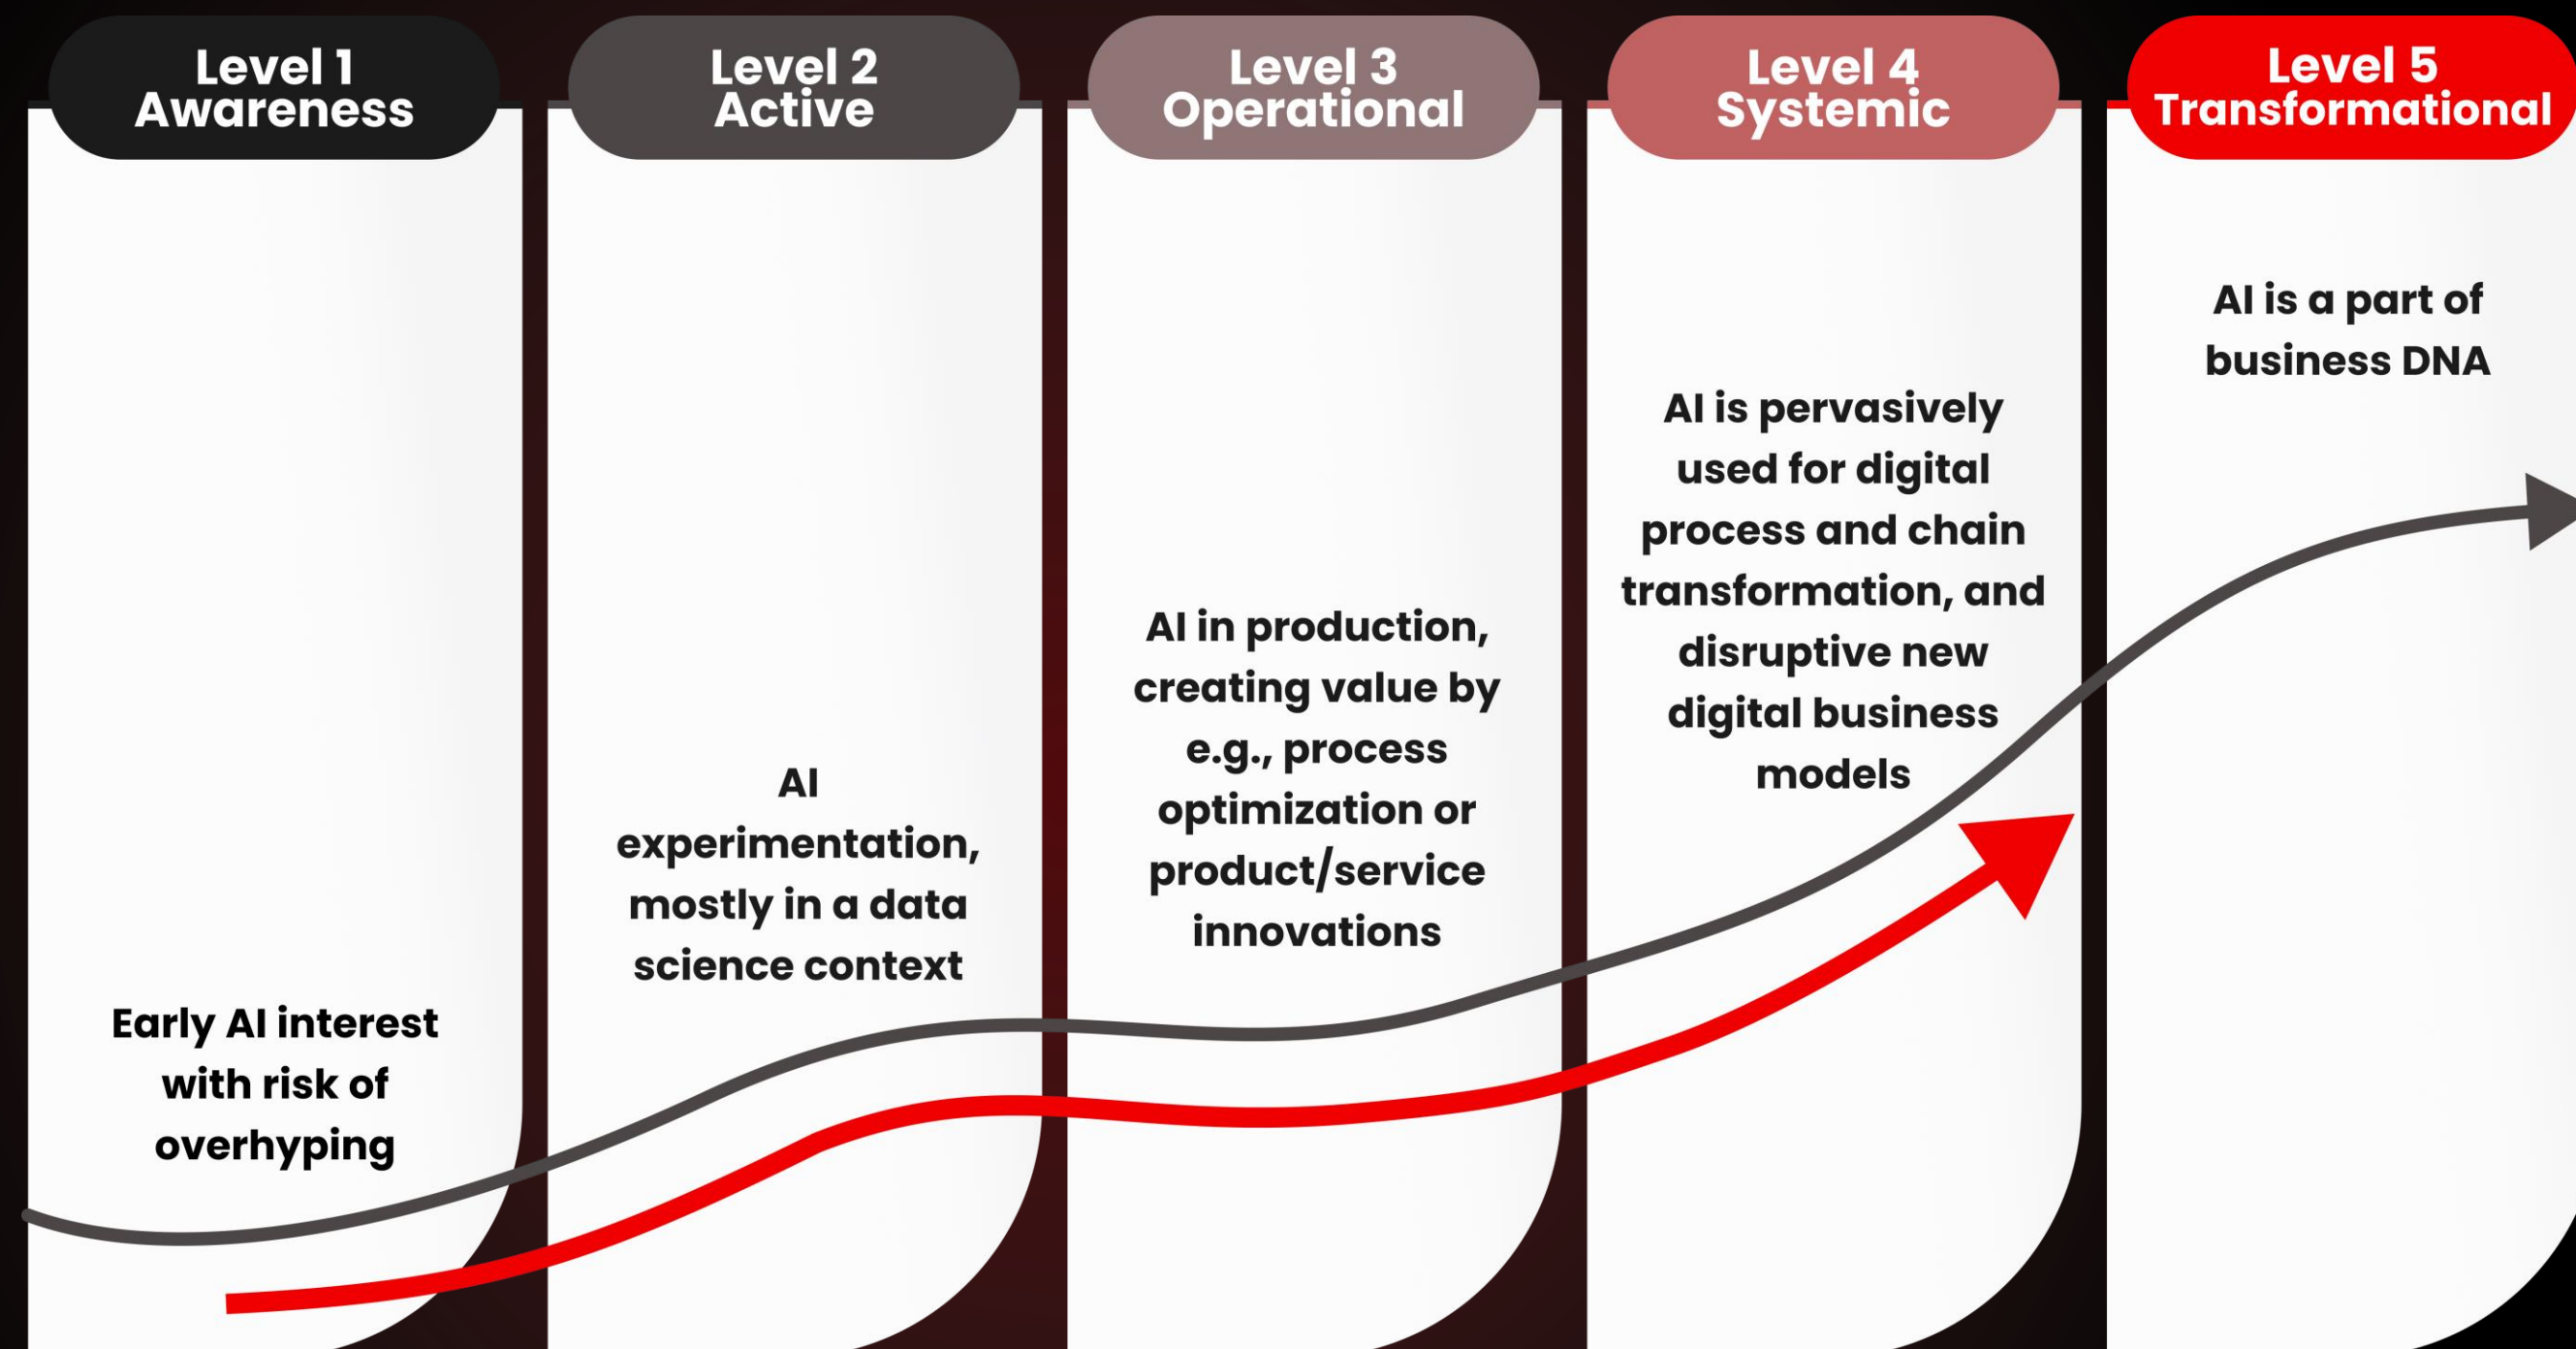 Level 1
Awareness
Early AI interest
with risk of
overhyping
Level 2
Active
AI
experimentation,
mostly in a data
science context
Level 3
Operational
AI in production,
creating value by
e.g., process
optimization or
product/service
innovations
Level 4
Systemic
AI is pervasively
used for digital
process and chain
transformation, and
disruptive new
digital business
models
Level 5
Transformational
AI is a part of
business DNA